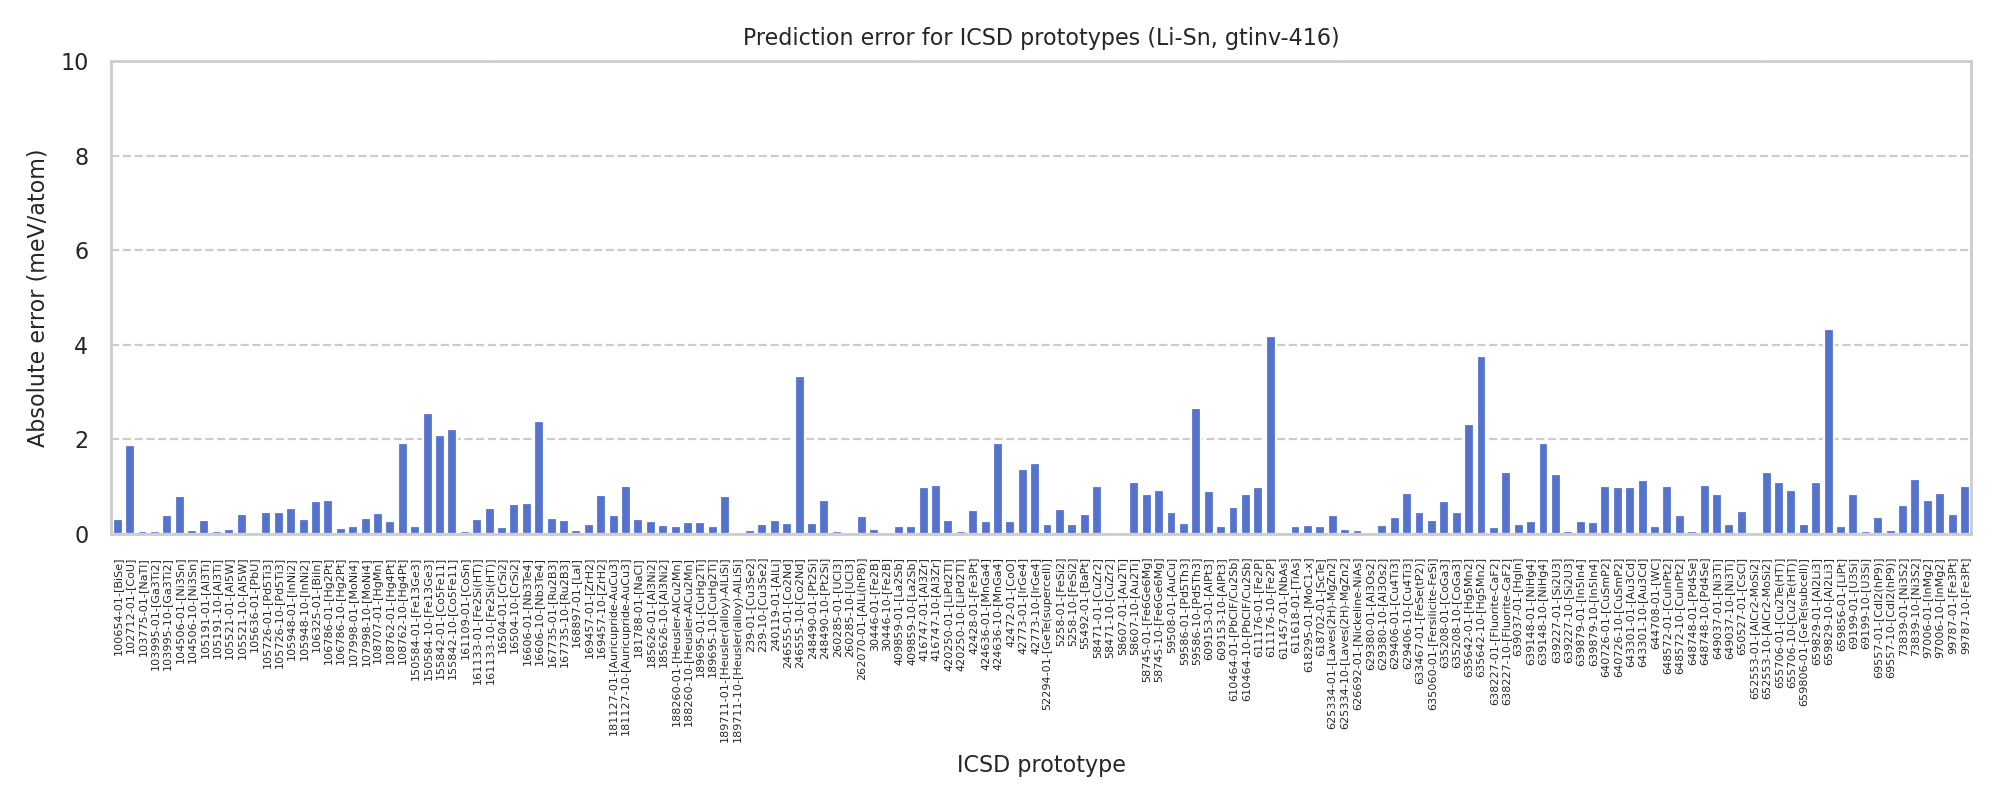 Prediction error for ICSD prototypes (Li-Sn, gtinv-416)
Absolute error (meV/atom)
10
8
6
4
2
0
100654-01-[BiSe]
102712-01-[CoU]
103775-01-[NaTl]
103995-01-[Ga3Ti2]
103995-10-[Ga3Ti2]
104506-01-[Ni3Sn]
104506-10-[Ni3Sn]
105191-01-[Al3Ti]
105191-10-[Al3Ti]
105521-01-[Al5W]
105521-10-[Al5W]
105636-01-[PbU]
105726-01-[Pd5Ti3]
105726-10-[Pd5Ti3]
105948-01-[InNi2]
105948-10-[InNi2]
106325-01-[BiIn]
106786-01-[Hg2Pt]
106786-10-[Hg2Pt]
107998-01-[MoNi4]
107998-10-[MoNi4]
108707-01-[HgMn]
108762-01-[Hg4Pt]
108762-10-[Hg4Pt]
150584-01-[Fe13Ge3]
150584-10-[Fe13Ge3]
155842-01-[Co5Fe11]
155842-10-[Co5Fe11]
161109-01-[CoSn]
161133-01-[Fe2Si(HT)]
161133-10-[Fe2Si(HT)]
16504-01-[CrSi2]
16504-10-[CrSi2]
16606-01-[Nb3Te4]
16606-10-[Nb3Te4]
167735-01-[Ru2B3]
167735-10-[Ru2B3]
168897-01-[LaI]
169457-01-[ZrH2]
169457-10-[ZrH2]
181127-01-[Auricupride-AuCu3]
181127-10-[Auricupride-AuCu3]
181788-01-[NaCl]
185626-01-[Al3Ni2]
185626-10-[Al3Ni2]
188260-01-[Heusler-AlCu2Mn]
188260-10-[Heusler-AlCu2Mn]
189695-01-[CuHg2Ti]
189695-10-[CuHg2Ti]
189711-01-[Heusler(alloy)-AlLiSi]
189711-10-[Heusler(alloy)-AlLiSi]
239-01-[Cu3Se2]
239-10-[Cu3Se2]
240119-01-[AlLi]
246555-01-[Co2Nd]
246555-10-[Co2Nd]
248490-01-[Pt2Si]
248490-10-[Pt2Si]
260285-01-[UCl3]
260285-10-[UCl3]
262070-01-[AlLi(hP8)]
30446-01-[Fe2B]
30446-10-[Fe2B]
409859-01-[La2Sb]
409859-10-[La2Sb]
416747-01-[Al3Zr]
416747-10-[Al3Zr]
420250-01-[LiPd2Tl]
420250-10-[LiPd2Tl]
42428-01-[Fe3Pt]
424636-01-[MnGa4]
424636-10-[MnGa4]
42472-01-[CoO]
42773-01-[IrGe4]
42773-10-[IrGe4]
52294-01-[GeTe(supercell)]
5258-01-[FeSi2]
5258-10-[FeSi2]
55492-01-[BaPt]
58471-01-[CuZr2]
58471-10-[CuZr2]
58607-01-[Au2Ti]
58607-10-[Au2Ti]
58745-01-[Fe6Ge6Mg]
58745-10-[Fe6Ge6Mg]
59508-01-[AuCu]
59586-01-[Pd5Th3]
59586-10-[Pd5Th3]
609153-01-[AlPt3]
609153-10-[AlPt3]
610464-01-[PbClF/Cu2Sb]
610464-10-[PbClF/Cu2Sb]
611176-01-[Fe2P]
611176-10-[Fe2P]
611457-01-[NbAs]
611618-01-[TiAs]
618295-01-[MoC1-x]
618702-01-[ScTe]
625334-01-[Laves(2H)-MgZn2]
625334-10-[Laves(2H)-MgZn2]
626692-01-[Nickeline-NiAs]
629380-01-[Al3Os2]
629380-10-[Al3Os2]
629406-01-[Cu4Ti3]
629406-10-[Cu4Ti3]
633467-01-[FeSe(tP2)]
635060-01-[Fersilicite-FeSi]
635208-01-[CoGa3]
635208-10-[CoGa3]
635642-01-[Hg5Mn2]
635642-10-[Hg5Mn2]
638227-01-[Fluorite-CaF2]
638227-10-[Fluorite-CaF2]
639037-01-[HgIn]
639148-01-[NiHg4]
639148-10-[NiHg4]
639227-01-[Si2U3]
639227-10-[Si2U3]
639879-01-[In5In4]
639879-10-[In5In4]
640726-01-[CuSmP2]
640726-10-[CuSmP2]
643301-01-[Au3Cd]
643301-10-[Au3Cd]
644708-01-[WC]
648572-01-[CuInPt2]
648572-10-[CuInPt2]
648748-01-[Pd4Se]
648748-10-[Pd4Se]
649037-01-[Ni3Ti]
649037-10-[Ni3Ti]
650527-01-[CsCl]
652553-01-[AlCr2-MoSi2]
652553-10-[AlCr2-MoSi2]
655706-01-[Cu2Te(HT)]
655706-10-[Cu2Te(HT)]
659806-01-[GeTe(subcell)]
659829-01-[Al2Li3]
659829-10-[Al2Li3]
659856-01-[LiPt]
69199-01-[U3Si]
69199-10-[U3Si]
69557-01-[CdI2(hP9)]
69557-10-[CdI2(hP9)]
73839-01-[Ni3S2]
73839-10-[Ni3S2]
97006-01-[InMg2]
97006-10-[InMg2]
99787-01-[Fe3Pt]
99787-10-[Fe3Pt]
ICSD prototype